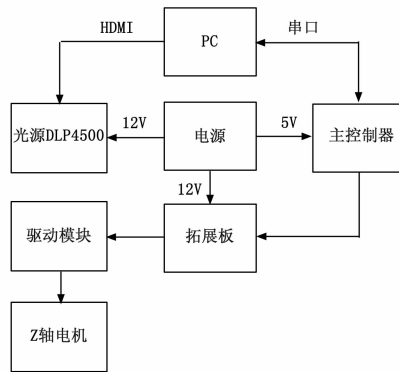 HDMI
PC
串口
光源DLP4500
12V
电源
5V
主控制器
12V
驱动模块
拓展板
Z轴电机